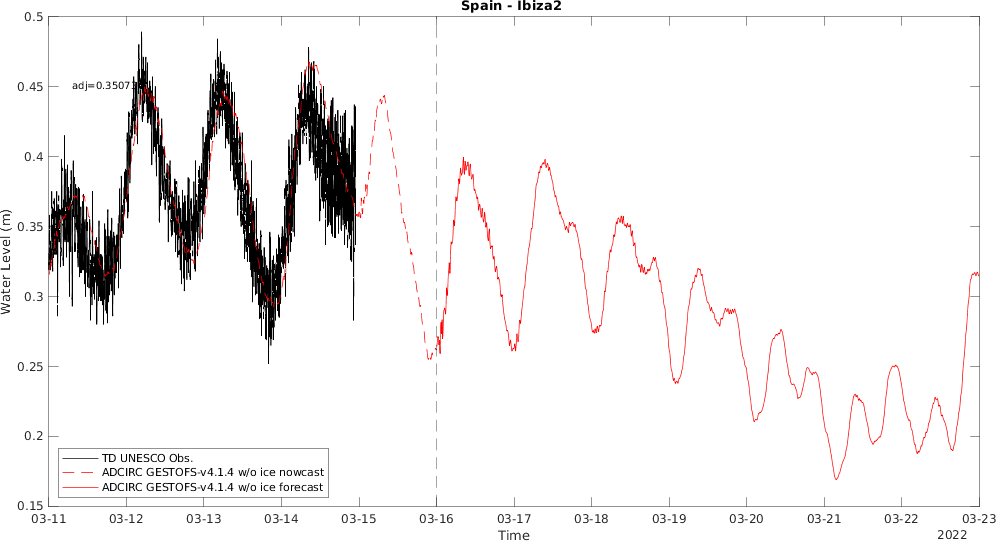 Spain - Ibiza2
0.5
0.45
0.4
0.35
0.3
0.25
0.2
0.15
Water Level (m)
adj=0.35073
TD UNESCO Obs.
ADCIRC GESTOFS-v4.1.4 w/o ice nowcast
ADCIRC GESTOFS-v4.1.4 w/o ice forecast
03-11 03-12 03-13 03-14 03-15 03-16 03-17 03-18 03-19 03-20 03-21 03-22 03-23
Time
2022